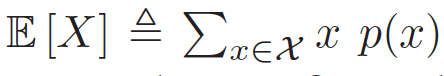 𝔼 [X] ≜ ∑_{x∈𝒳} x p(x)